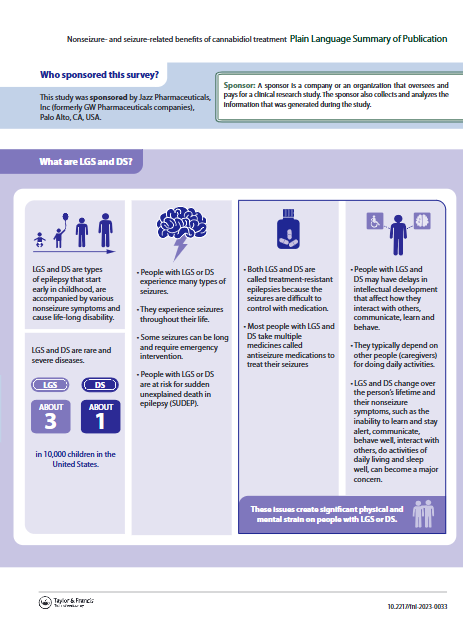 Nonseizure- and seizure-related benefits of cannabidiol treatment Plain Language Summary of Publication
Who sponsored this survey?
This study was sponsored by Jazz Pharmaceuticals,
Inc (formerly GW Pharmaceuticals companies),
Palo Alto, CA, USA.
Sponsor: A sponsor is a company or an organization that oversees and
pays for a clinical research study. The sponsor also collects and analyzes the
information that was generated during the study.
What are LGS and DS?
LGS and DS are types
of epilepsy that start
early in childhood, are
accompanied by various
nonseizure symptoms and
cause life-long disability.
LGS and DS are rare and
severe diseases.
LGS DS
ABOUT ABOUT
3 1
in 10,000 children in the
United States.
• People with LGS or DS
experience many types of
seizures.
• They experience seizures
throughout their life.
• Some seizures can be long
and require emergency
intervention.
• People with LGS or DS
are at risk for sudden
unexplained death in
epilepsy (SUDEP).
• Both LGS and DS are
called treatment-resistant
epilepsies because the
seizures are difficult to
control with medication.
• Most people with LGS and
DS take multiple
medicines called
antiseizure medications to
treat their seizures
• People with LGS and
DS may have delays in
intellectual development
that affect how they
interact with others,
communicate, learn and
behave.
• They typically depend on
other people (caregivers)
for doing daily activities.
• LGS and DS change over
the person's lifetime and
their nonseizure
symptoms, such as the
inability to learn and stay
alert, communicate,
behave well, interact with
others, do activities of
daily living and sleep
well, can become a major
concern.
These issues create significant physical and
mental strain on people with LGS or DS.
Taylor & Francis
10.2217/fnl-2023-0033